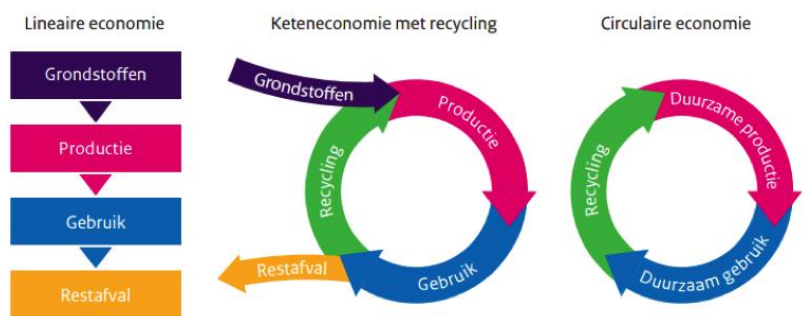 Lineaire economie
Grondstoffen
Productie
Gebruik
Restafval
Keteneconomie met recycling
Grondstoffen
Productie
Gebruik
Recycling
Restafval
Circulaire economie
Duurzame productie
Duurzaam gebruik
Recycling